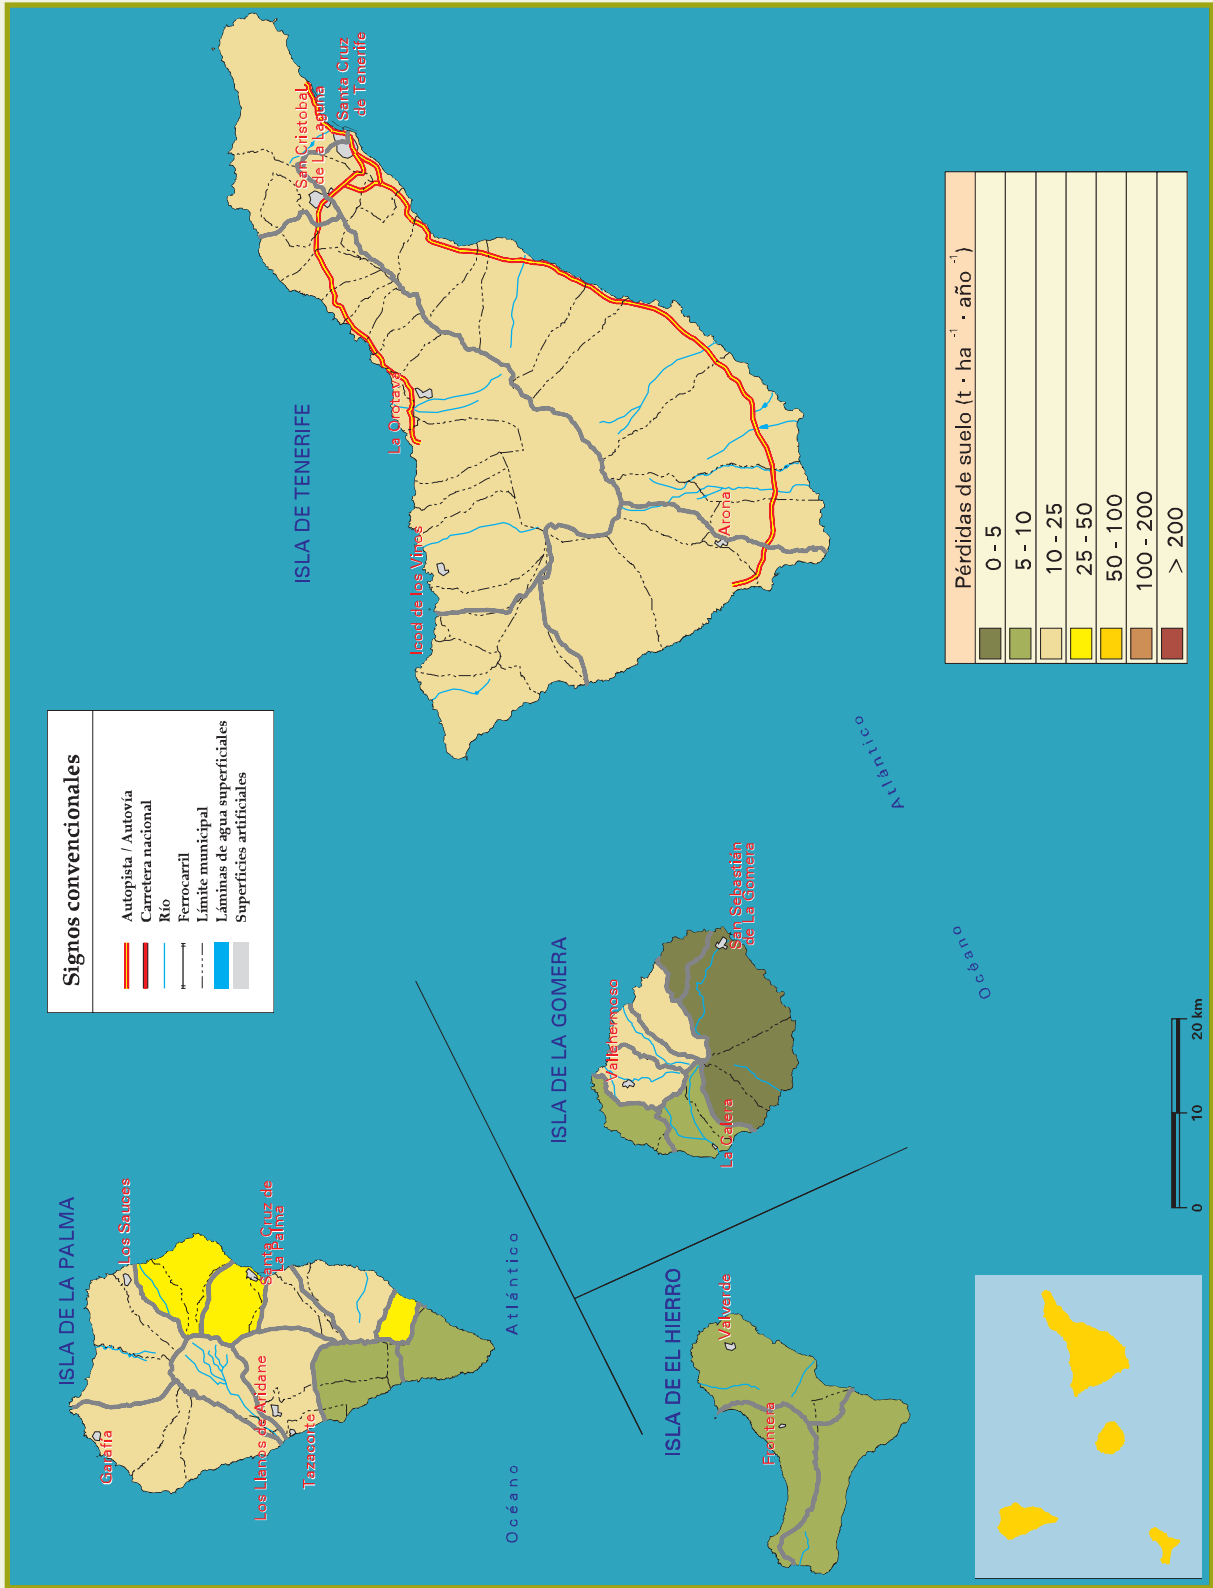 ISLA DE LA PALMA
Los Sauces
Garafía
Santa Cruz de
La Palma
Los Llanos de Aridane
Tazacorte
Océano Atlántico
ISLA DE EL HIERRO
Valverde
Frontera
ISLA DE LA GOMERA
Vallehermoso
San Sebastián
de La Gomera
La Calera
Océano Atlántico
ISLA DE TENERIFE
Santa Cruz
de Tenerife
San Cristobal
de La Laguna
La Orotava
Icod de los Vinos
Arona
Signos convencionales
Autopista / Autovía
Carretera nacional
Río
Ferrocarril
Límite municipal
Láminas de agua superficiales
Superficies artificiales
Pérdidas de suelo (t · ha -1 · año -1)
0 - 5
5 - 10
10 - 25
25 - 50
50 - 100
100 - 200
> 200
0 10 20 km